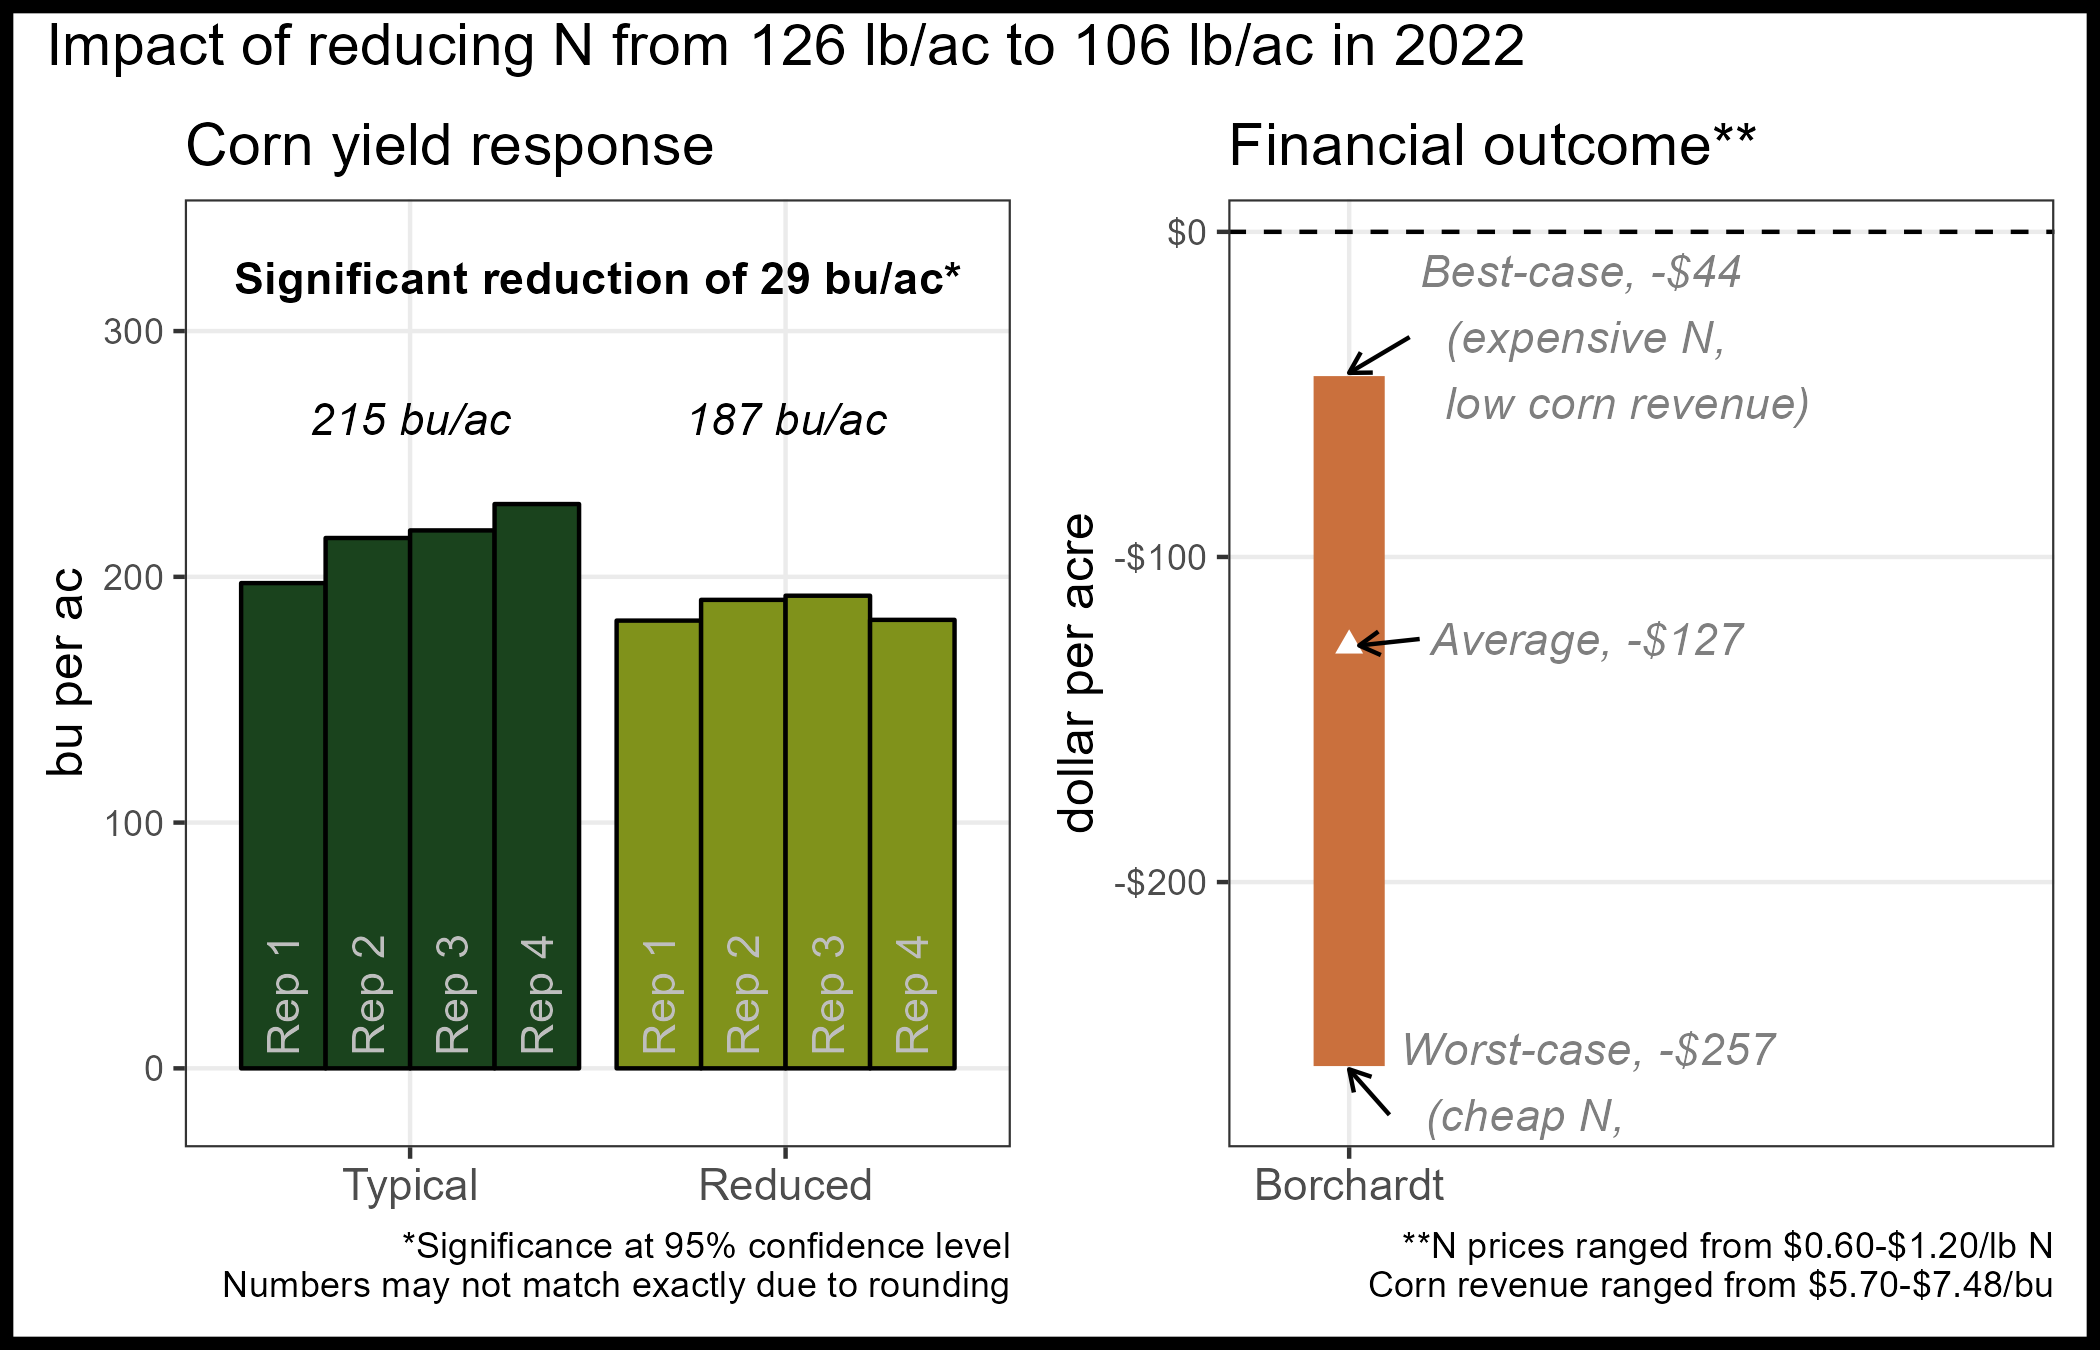 Impact of reducing N from 126 lb/ac to 106 lb/ac in 2022
Corn yield response
Significant reduction of 29 bu/ac*
215 bu/ac
187 bu/ac
bu per ac
300
200
100
0
Rep 1
Rep 2
Rep 3
Rep 4
Rep 1
Rep 2
Rep 3
Rep 4
Typical
Reduced
*Significance at 95% confidence level
Numbers may not match exactly due to rounding
Financial outcome**
dollar per acre
$0
-$100
-$200
Best-case, -$44
(expensive N,
low corn revenue)
Average, -$127
Worst-case, -$257
(cheap N,
Borchardt
**N prices ranged from $0.60-$1.20/lb N
Corn revenue ranged from $5.70-$7.48/bu